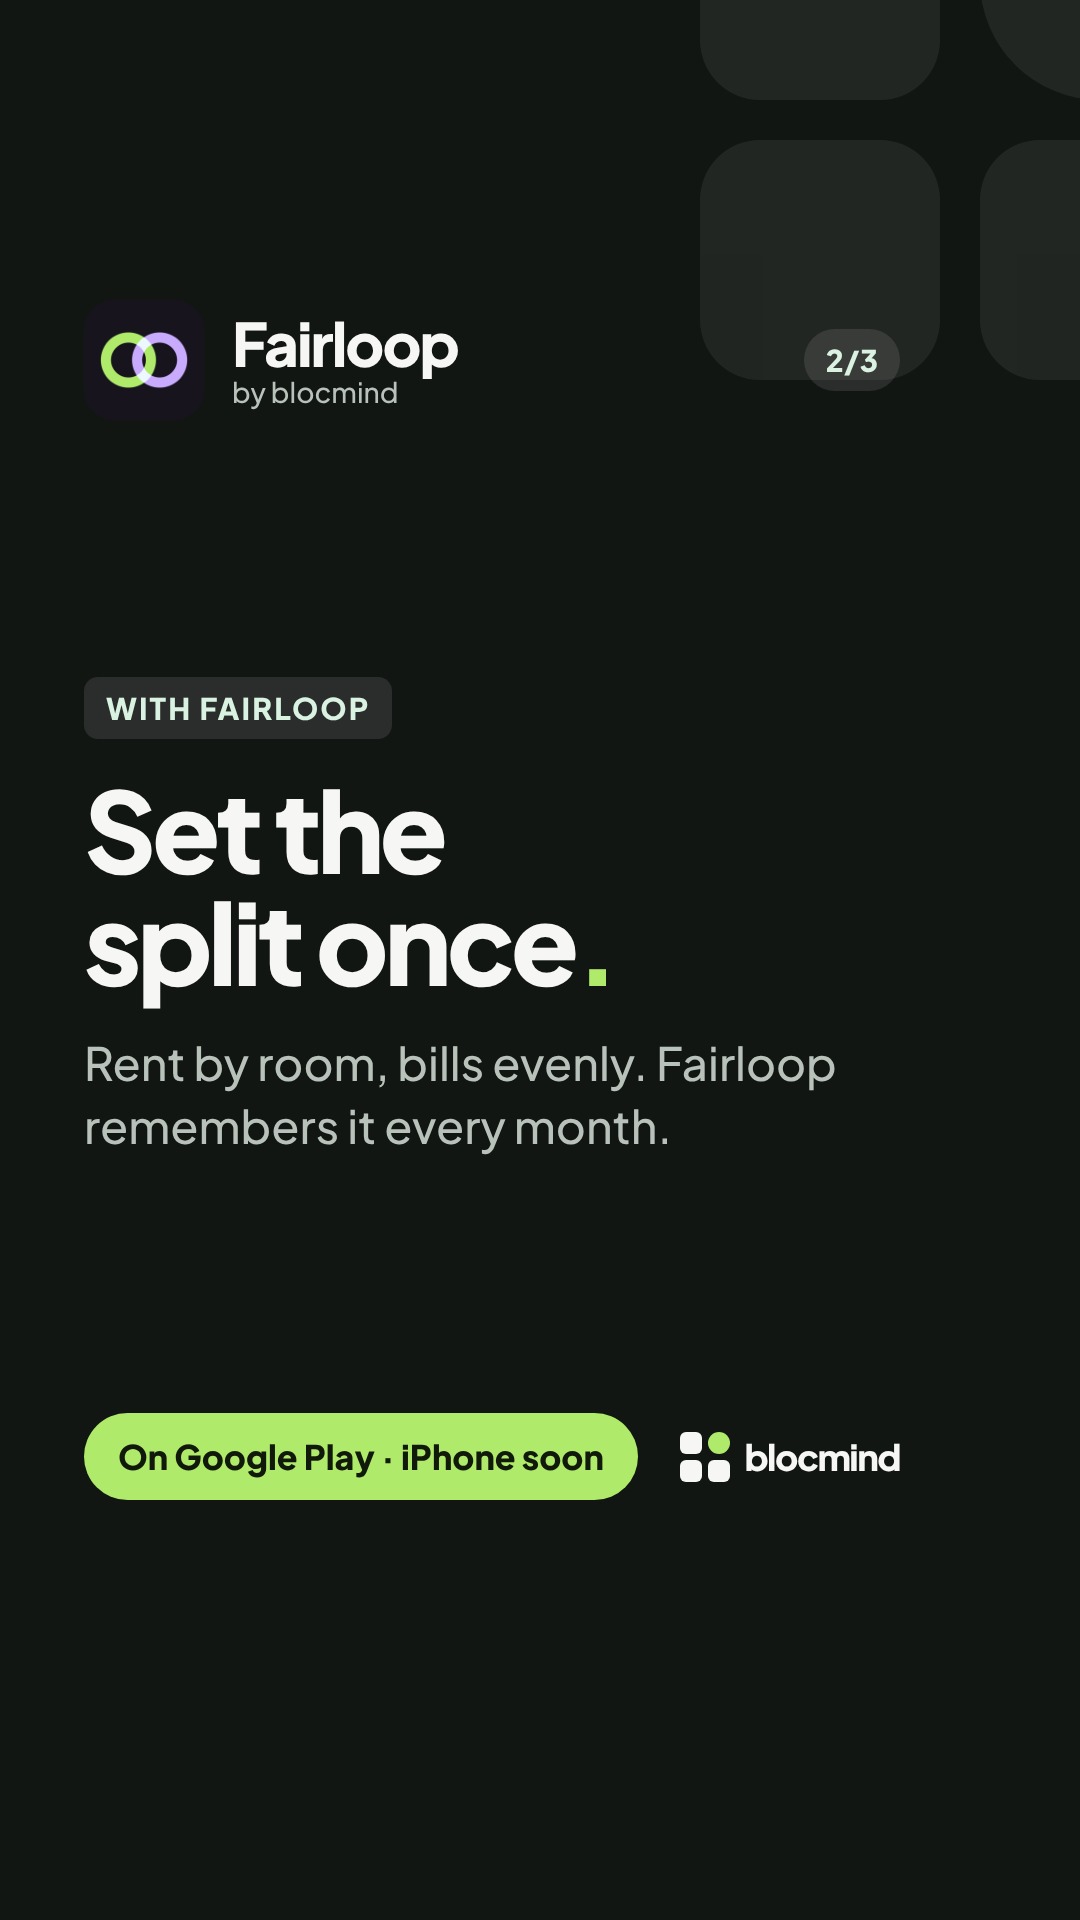 Fairloop
by blocmind
2/3
WITH FAIRLOOP
Set the
split once.
Rent by room, bills evenly. Fairloop
remembers it every month.
On Google Play · iPhone soon
blocmind